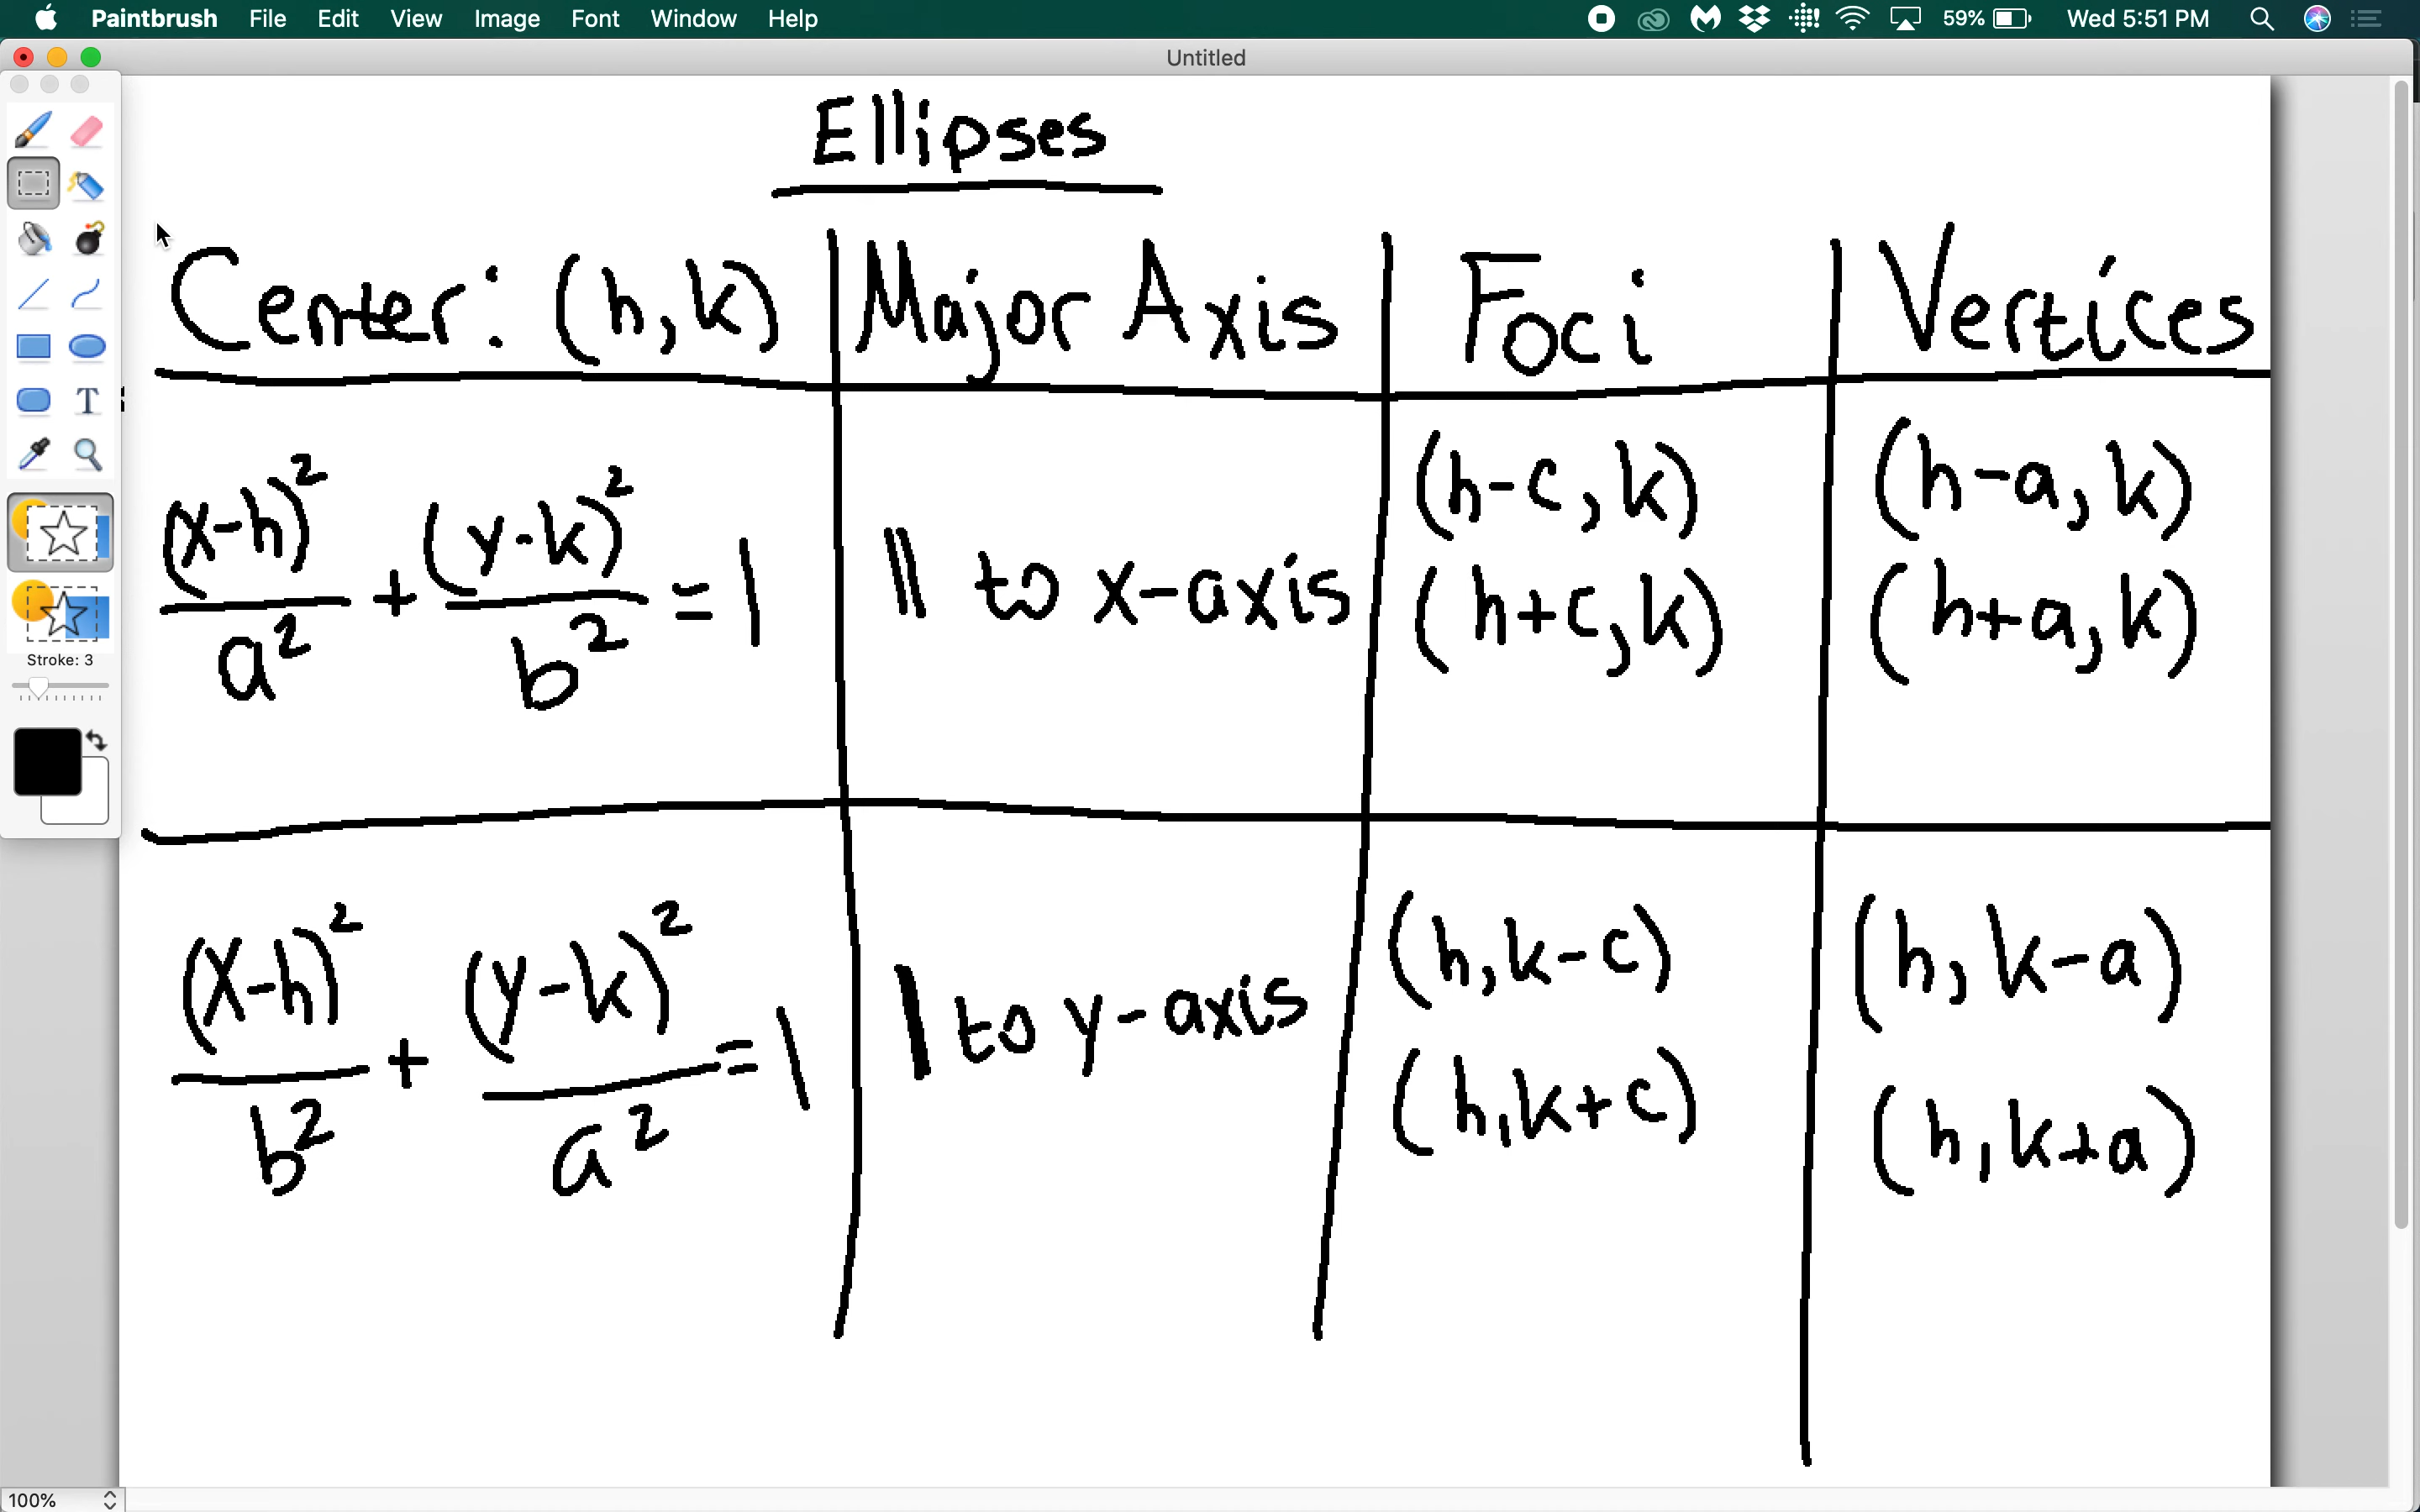 Paintbrush File Edit View Image Font Window Help 59% Wed 5:51 PM
Untitled
Ellipses
Center: (h,k) Major Axis Foci Vertices
(x-h)² / a² + (y-k)² / b² = 1
|| to x-axis
(h-c, k)
(h+c, k)
(h-a, k)
(h+a, k)
(x-h)² / b² + (y-k)² / a² = 1
|| to y-axis
(h, k-c)
(h, k+c)
(h, k-a)
(h, k+a)
T
Stroke: 3
100%